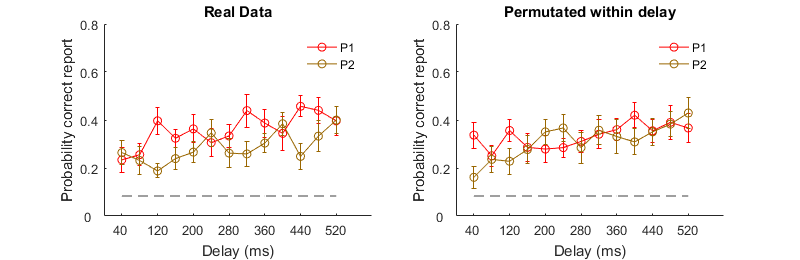 Real Data
Probability correct report
0.8
0.6
0.4
0.2
0
P1
P2
40 120 200 280 360 440 520
Delay (ms)
Permutated within delay
Probability correct report
0.8
0.6
0.4
0.2
0
P1
P2
40 120 200 280 360 440 520
Delay (ms)